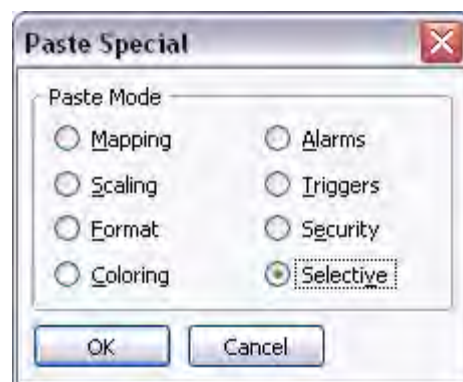 Paste Special
Paste Mode
Mapping
Alarms
Scaling
Triggers
Format
Security
Coloring
Selective
OK
Cancel